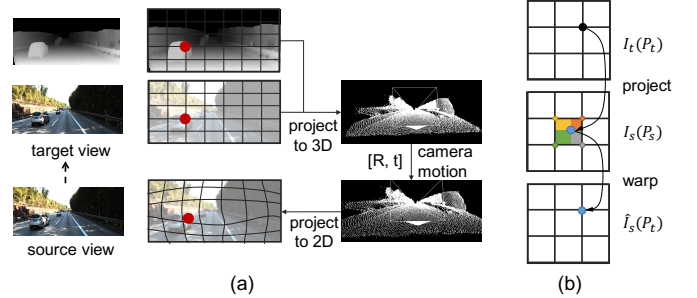 target view
source view
project
to 3D
[R, t]
camera
motion
project
to 2D
(a)
I_t(P_t)
project
I_s(P_s)
warp
Î_s(P_t)
(b)